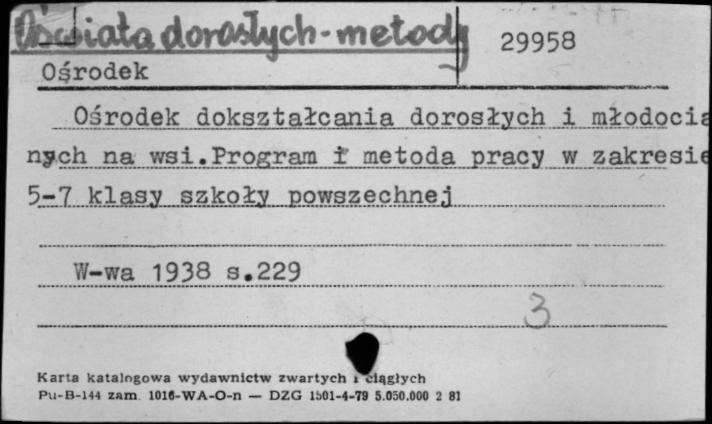 Oświata dorosłych-metody
29958
Ośrodek
Ośrodek dokształcania dorosłych i młodocia
nych na wsi.Program i metoda pracy w zakresie
5-7 klasy szkoły powszechnej
W-wa 1938 s.229
3
Karta katalogowa wydawnictw zwartych i ciągłych
Pu-B-144 zam. 1016-WA-O-n — DZG 1501-4-79 5.050.000 2 81